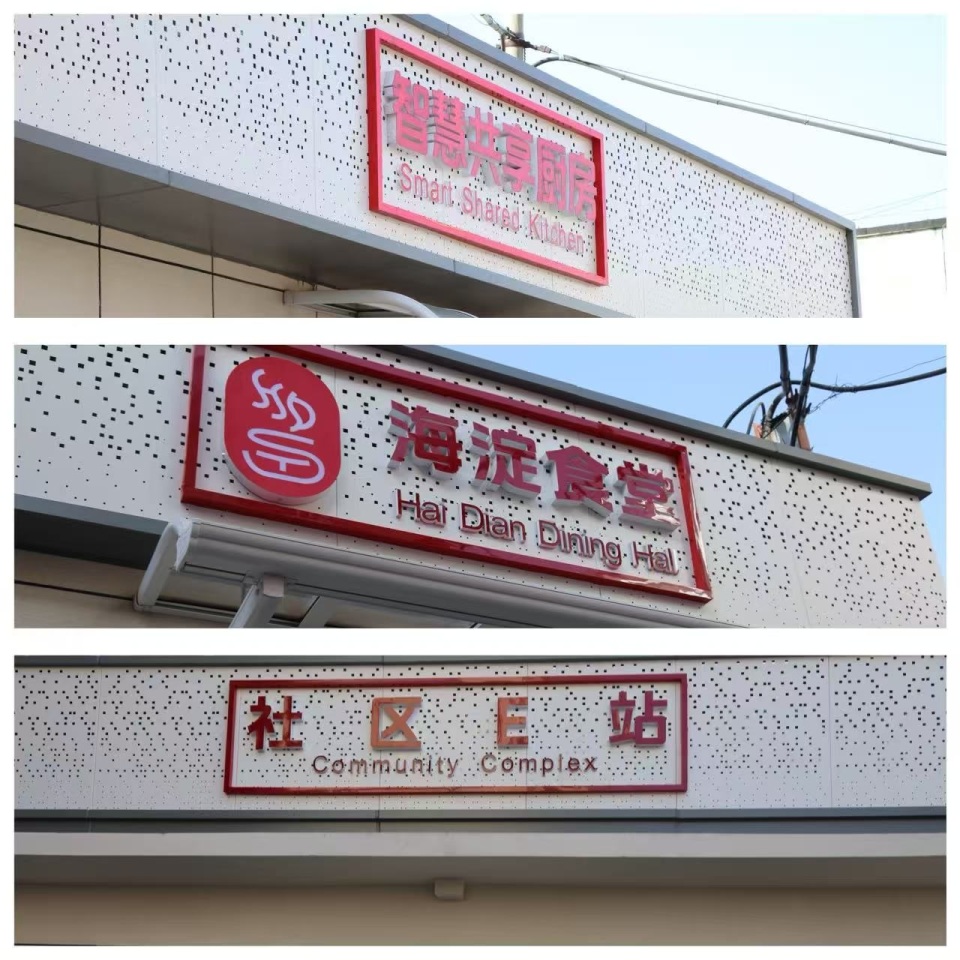 智慧共享厨房
Smart Shared Kitchen
海淀食堂
Hai Dian Dining Hal
社区E站
Community Complex